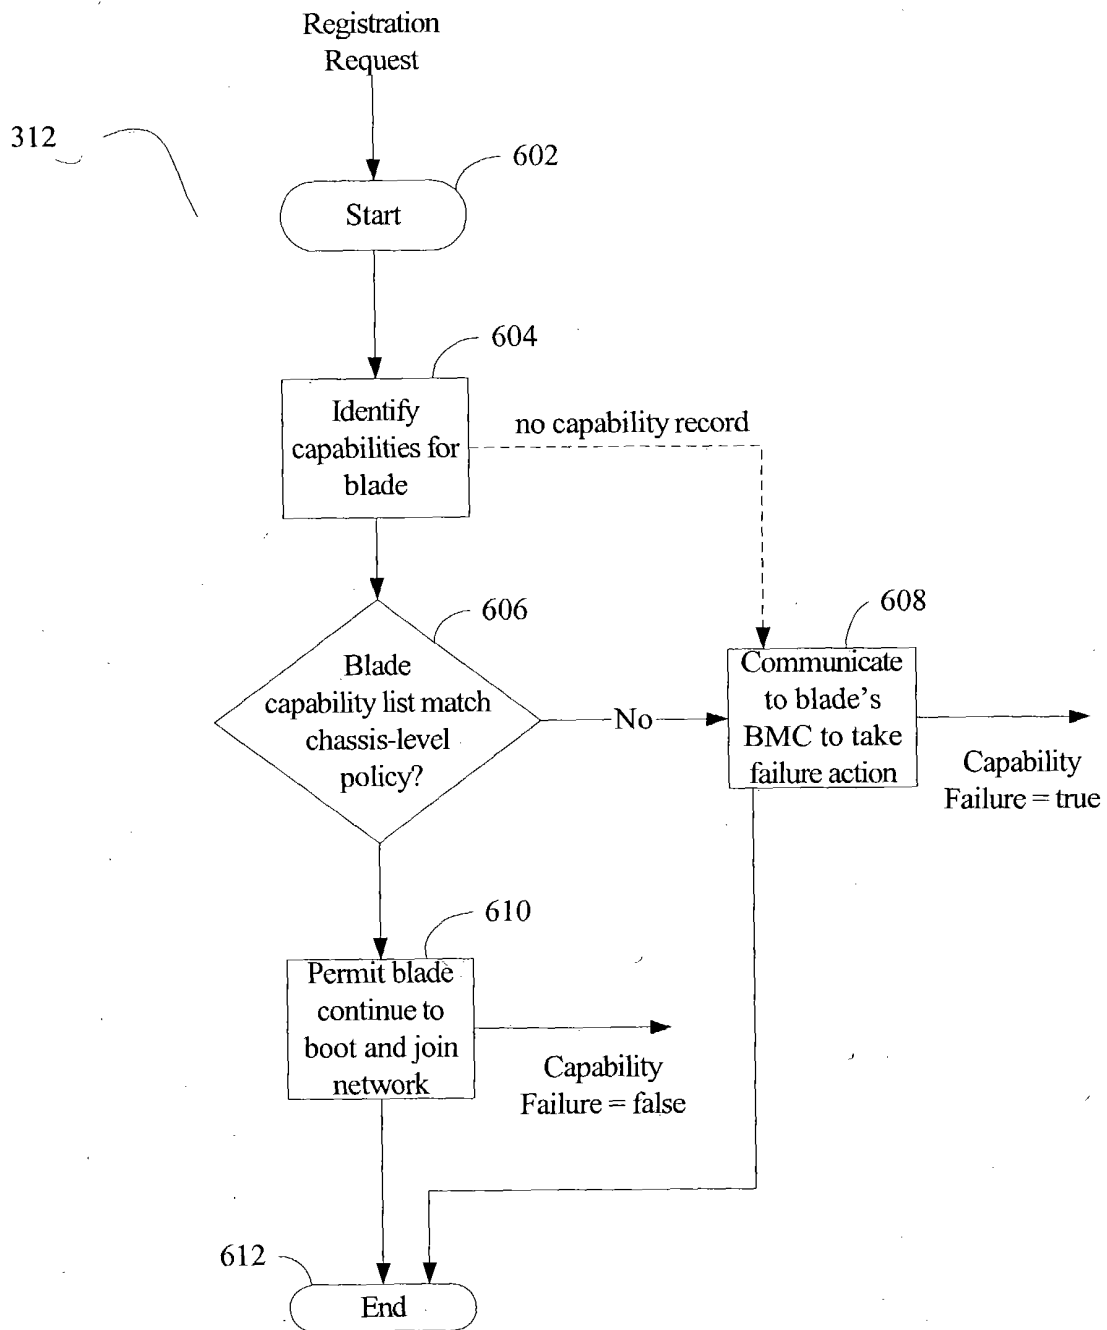 Registration
Request
312
602
Start
604
Identify
capabilities for
blade
no capability record
606
Blade
capability list match
chassis-level
policy?
No
608
Communicate
to blade's
BMC to take
failure action
Capability
Failure = true
610
Permit blade
continue to
boot and join
network
Capability
Failure = false
612
End